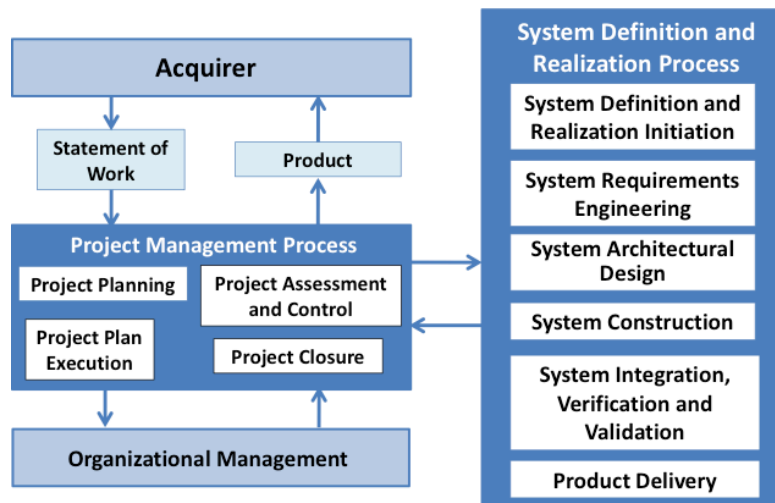 Acquirer
Statement of
Work
Product
Project Management Process
Project Planning
Project Assessment
and Control
Project Plan
Execution
Project Closure
Organizational Management
System Definition and
Realization Process
System Definition and
Realization Initiation
System Requirements
Engineering
System Architectural
Design
System Construction
System Integration,
Verification and
Validation
Product Delivery